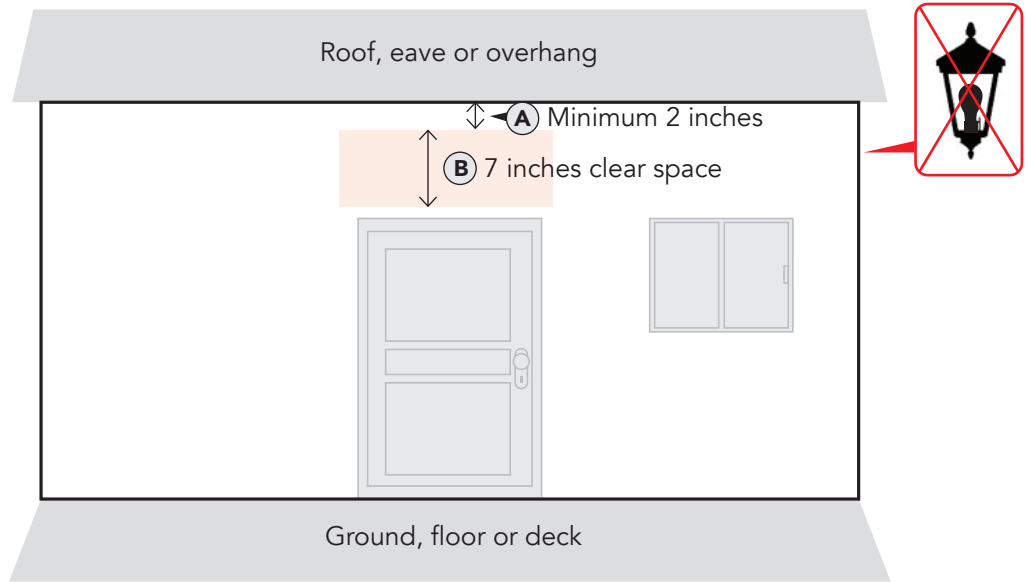 Roof, eave or overhang
A Minimum 2 inches
B 7 inches clear space
Ground, floor or deck